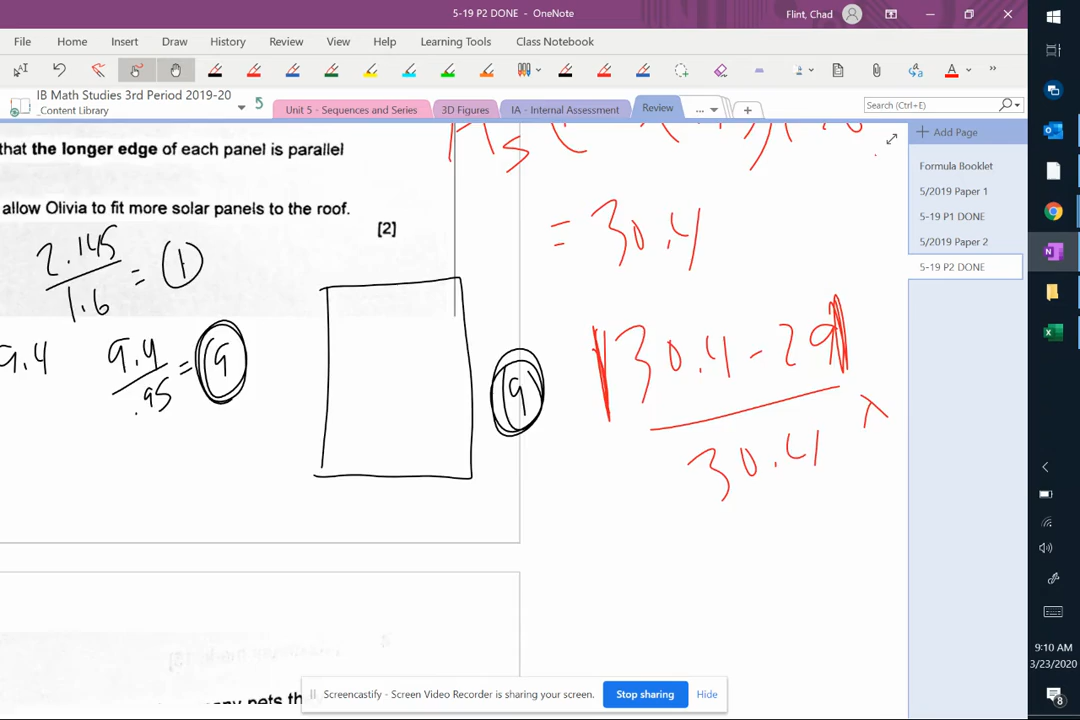 5-19 P2 DONE - OneNote
Flint, Chad
File Home Insert Draw History Review View Help Learning Tools Class Notebook
IB Math Studies 3rd Period 2019-20
_Content Library
Unit 5 - Sequences and Series
3D Figures
IA - Internal Assessment
Review
...
Search (Ctrl+E)
Add Page
Formula Booklet
5/2019 Paper 1
5-19 P1 DONE
5/2019 Paper 2
5-19 P2 DONE
that the longer edge of each panel is parallel
allow Olivia to fit more solar panels to the roof.
[2]
2.145
1.6
= 1
9.4
9.4
.95
= 9
9
= 30.4
|30.4 - 29|
30.4
×
Screencastify - Screen Video Recorder is sharing your screen.
Stop sharing
Hide
9:10 AM
3/23/2020
8